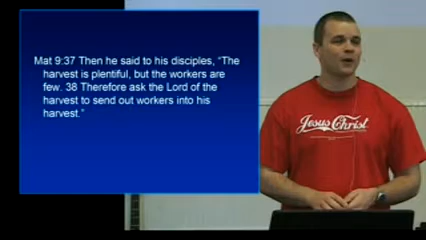 Mat 9:37 Then he said to his disciples, “The
harvest is plentiful, but the workers are
few. 38 Therefore ask the Lord of the
harvest to send out workers into his
harvest.”
Jesus Christ